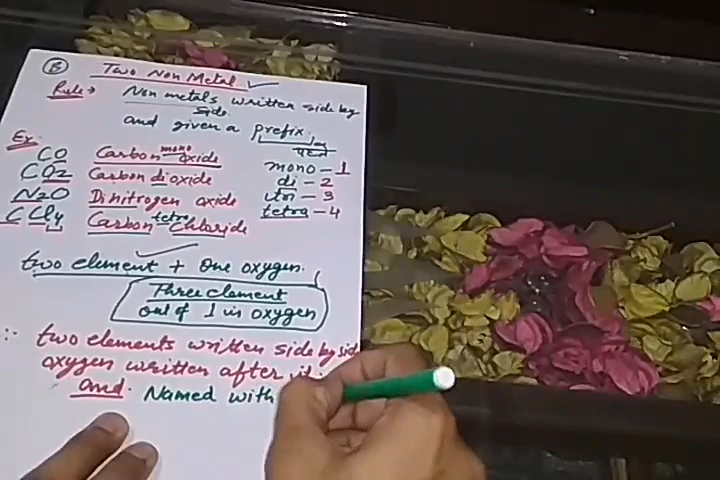 B Two Non Metal
Rule → Non metals written side by
side
and given a prefix
Ex:
CO Carbon mono oxide mono - 1
CO2 Carbon dioxide di - 2
N2O Dinitrogen oxide tri - 3
CCl4 Carbon tetra Chloride tetra - 4
two element + One oxygen.
Three element
out of 1 is oxygen
∴ two elements written side by side
oxygen written after it
and. Named with